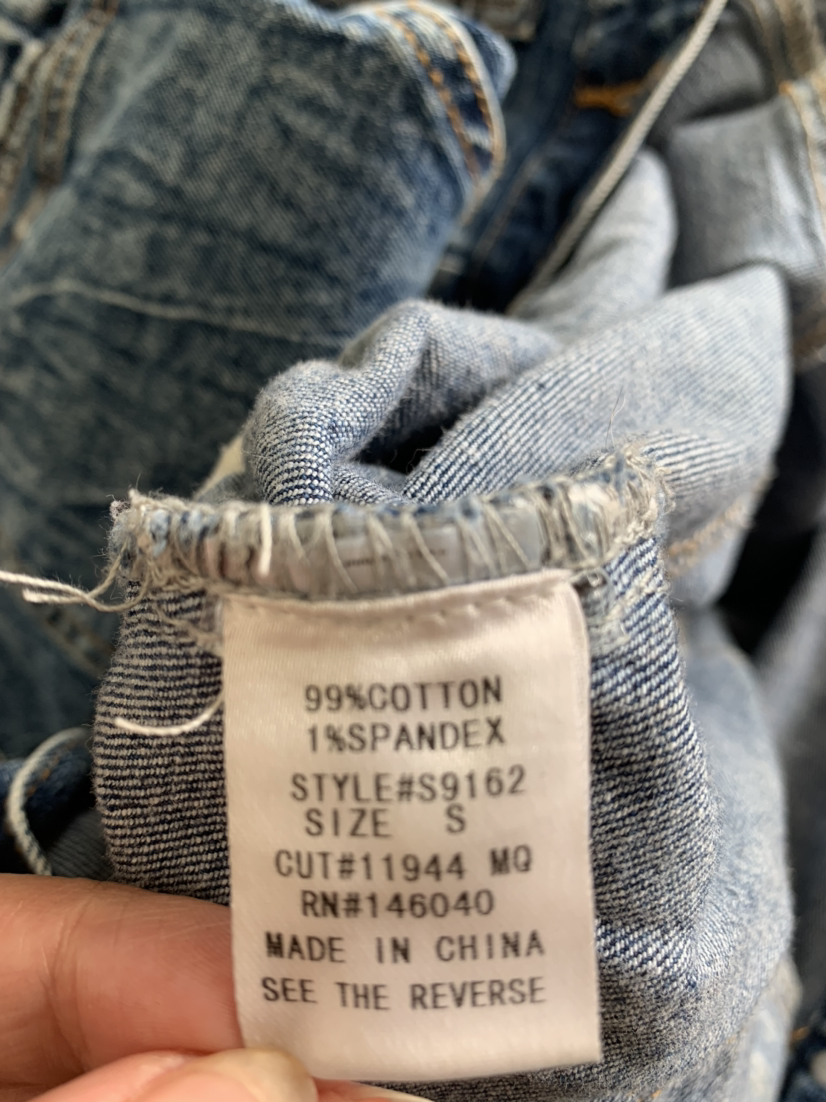 99%COTTON
1%SPANDEX
STYLE#S9162
SIZE S
CUT#11944 MQ
RN#146040
MADE IN CHINA
SEE THE REVERSE